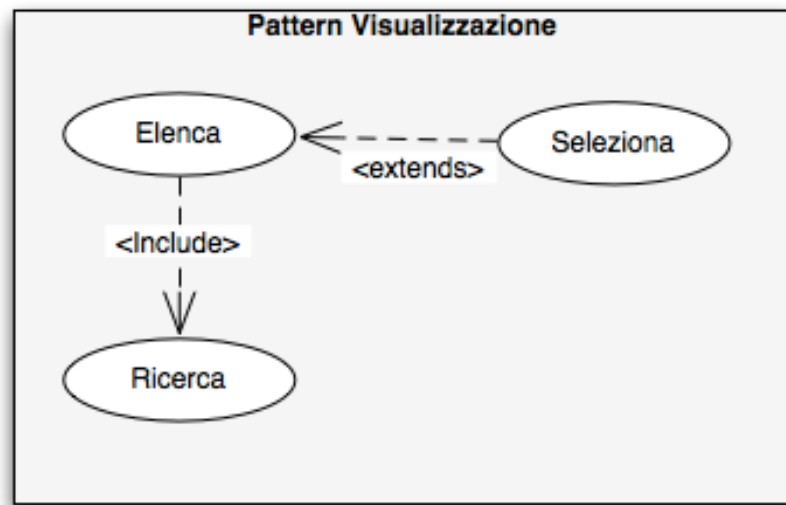 Pattern Visualizzazione
Elenca
Seleziona
<extends>
<Include>
Ricerca